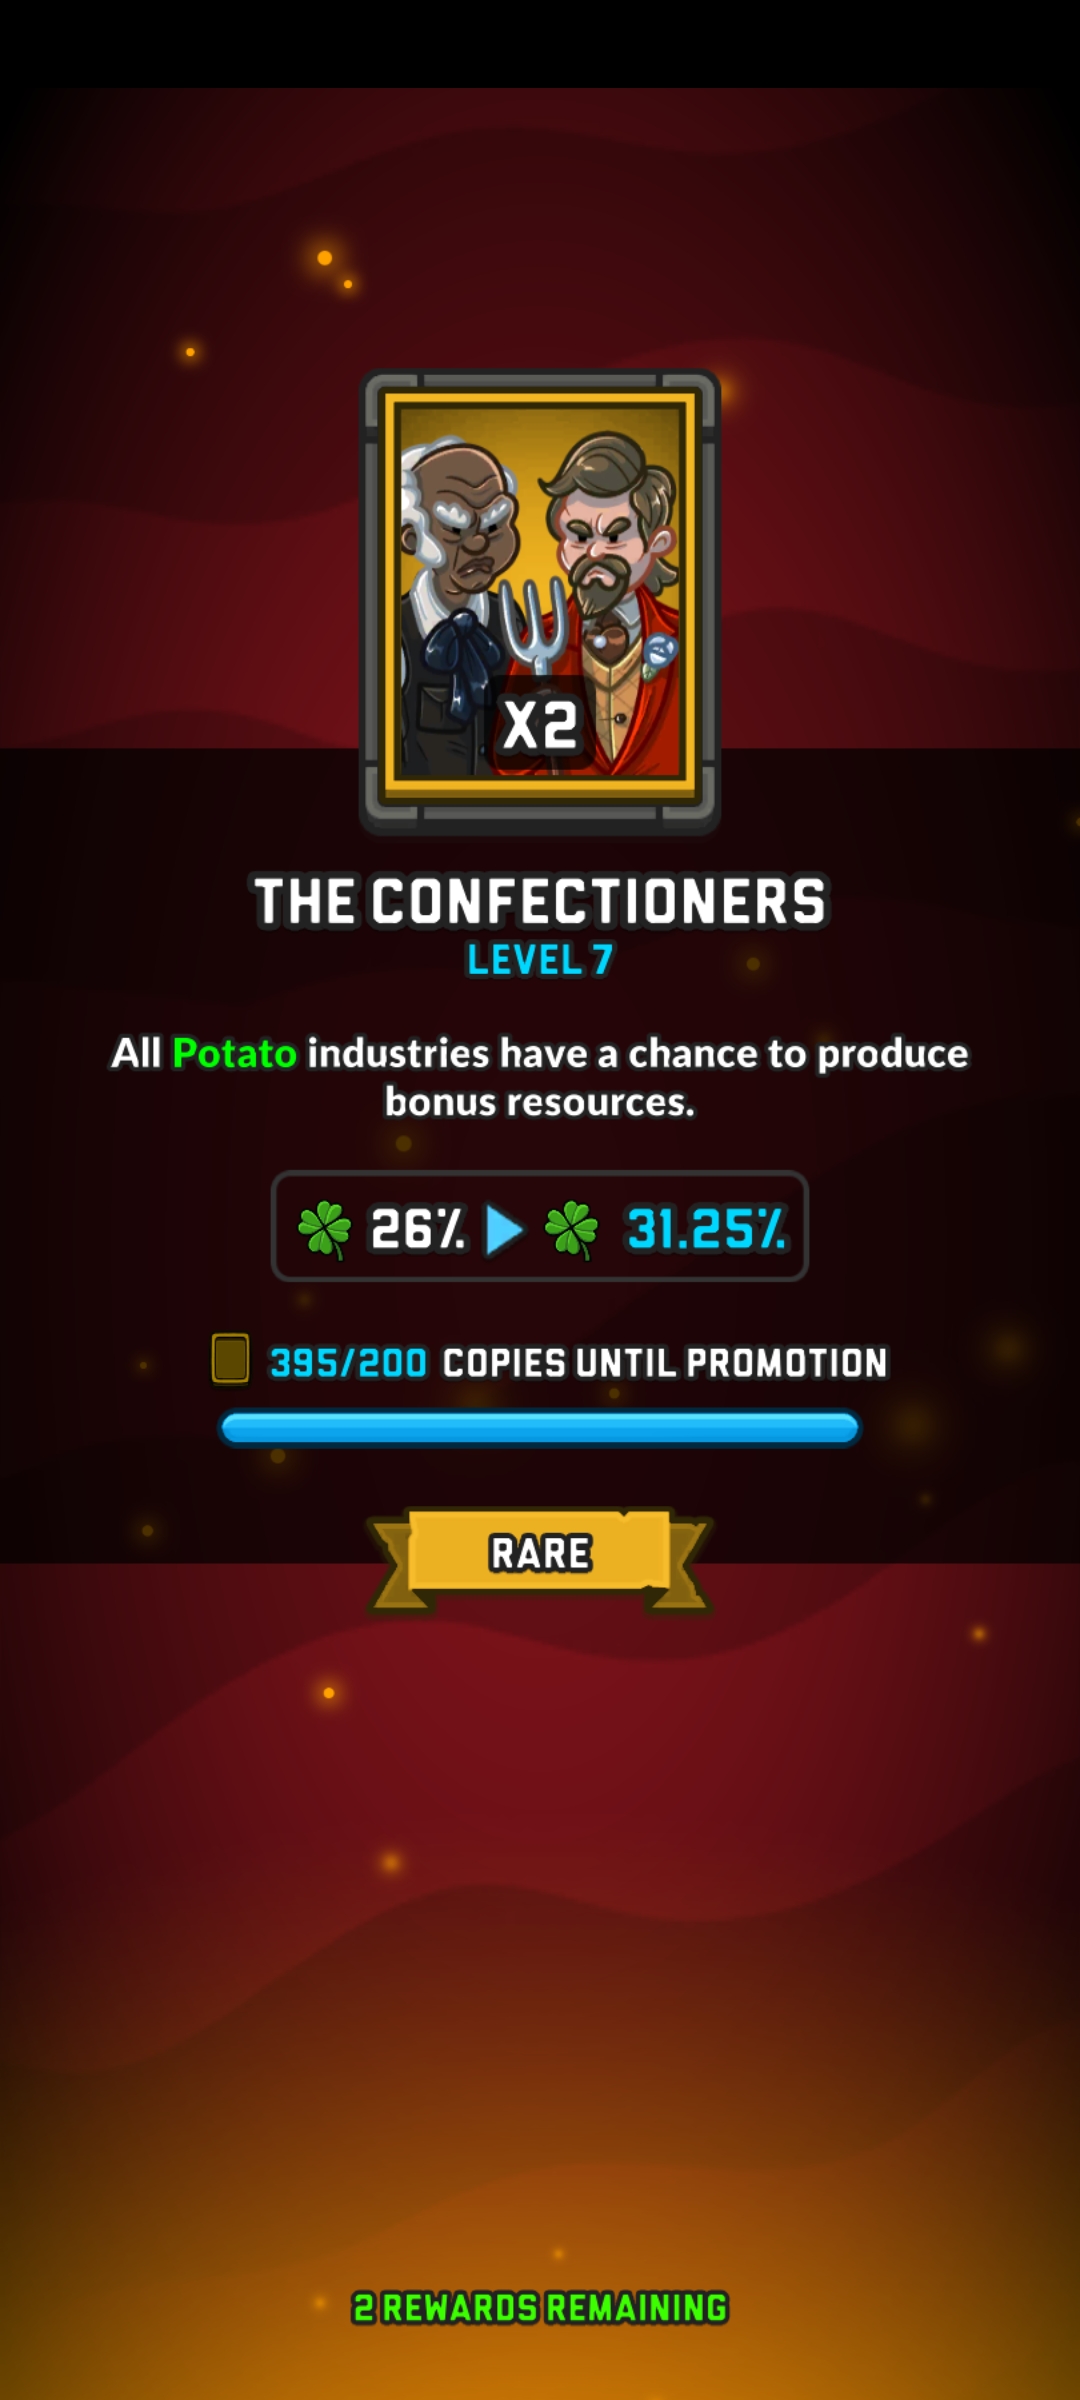 X2
THE CONFECTIONERS
LEVEL 7
All Potato industries have a chance to produce
bonus resources.
26% 31.25%
395/200 COPIES UNTIL PROMOTION
RARE
2 REWARDS REMAINING